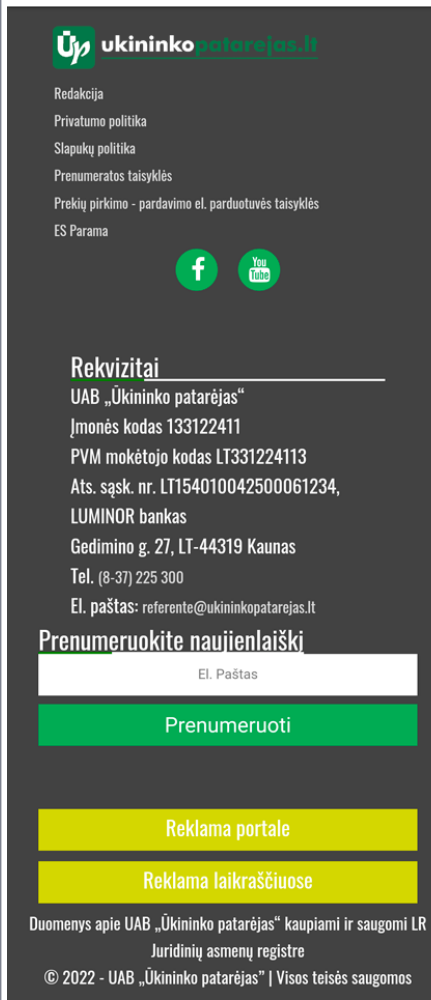 Ūp ukininkopatarejas.lt
Redakcija
Privatumo politika
Slapukų politika
Prenumeratos taisyklės
Prekių pirkimo - pardavimo el. parduotuvės taisyklės
ES Parama
You
Tube
Rekvizitai
UAB „Ūkininko patarėjas“
Įmonės kodas 133122411
PVM mokėtojo kodas LT331224113
Ats. sąsk. nr. LT154010042500061234,
LUMINOR bankas
Gedimino g. 27, LT-44319 Kaunas
Tel. (8-37) 225 300
El. paštas: referente@ukininkopatarejas.lt
Prenumeruokite naujienlaiškį
El. Paštas
Prenumeruoti
Reklama portale
Reklama laikraščiuose
Duomenys apie UAB „Ūkininko patarėjas“ kaupiami ir saugomi LR
Juridinių asmenų registre
© 2022 - UAB „Ūkininko patarėjas” | Visos teisės saugomos